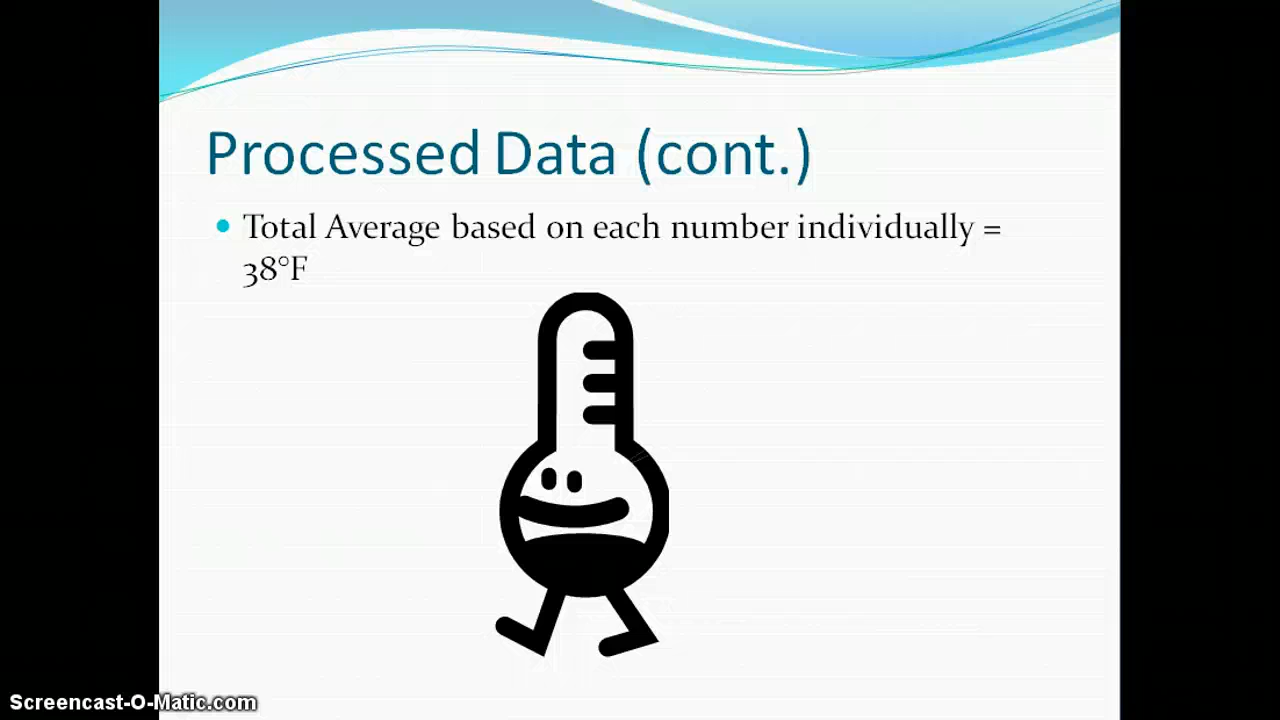 Processed Data (cont.)
Total Average based on each number individually =
38°F
Screencast-O-Matic.com